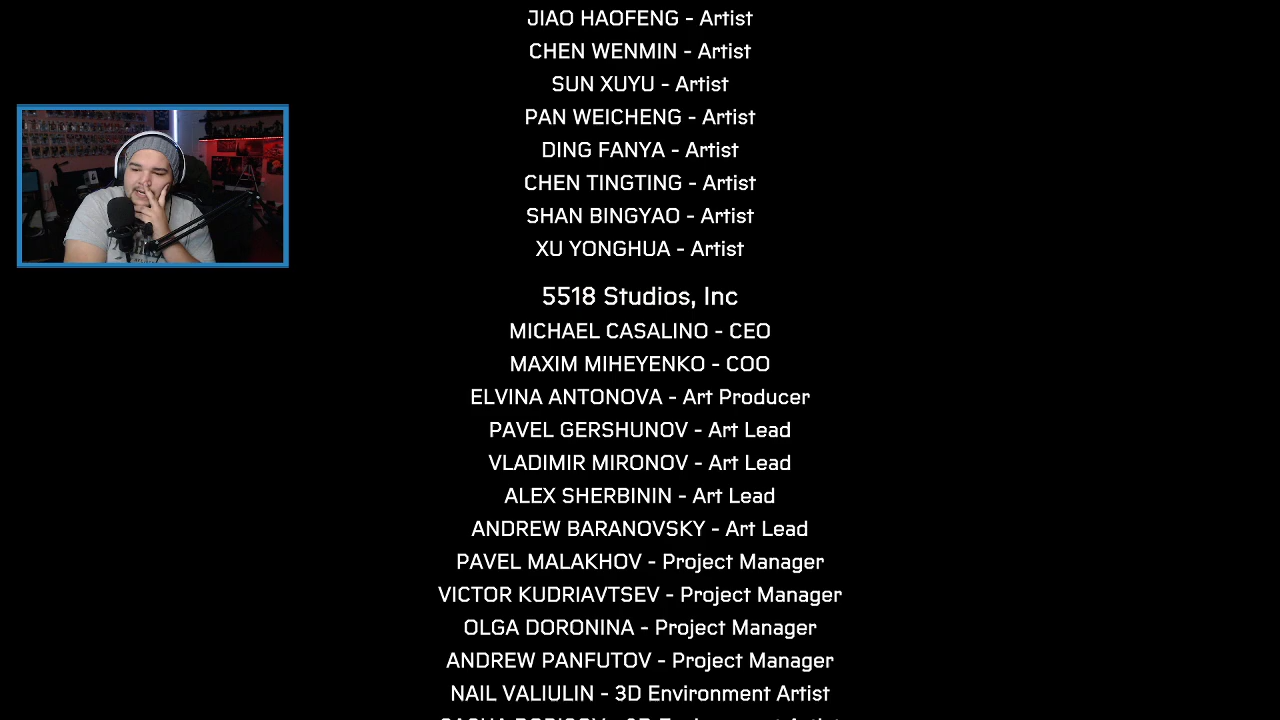 JIAO HAOFENG - Artist
CHEN WENMIN - Artist
SUN XUYU - Artist
PAN WEICHENG - Artist
DING FANYA - Artist
CHEN TINGTING - Artist
SHAN BINGYAO - Artist
XU YONGHUA - Artist
5518 Studios, Inc
MICHAEL CASALINO - CEO
MAXIM MIHEYENKO - COO
ELVINA ANTONOVA - Art Producer
PAVEL GERSHUNOV - Art Lead
VLADIMIR MIRONOV - Art Lead
ALEX SHERBININ - Art Lead
ANDREW BARANOVSKY - Art Lead
PAVEL MALAKHOV - Project Manager
VICTOR KUDRIAVTSEV - Project Manager
OLGA DORONINA - Project Manager
ANDREW PANFUTOV - Project Manager
NAIL VALIULIN - 3D Environment Artist